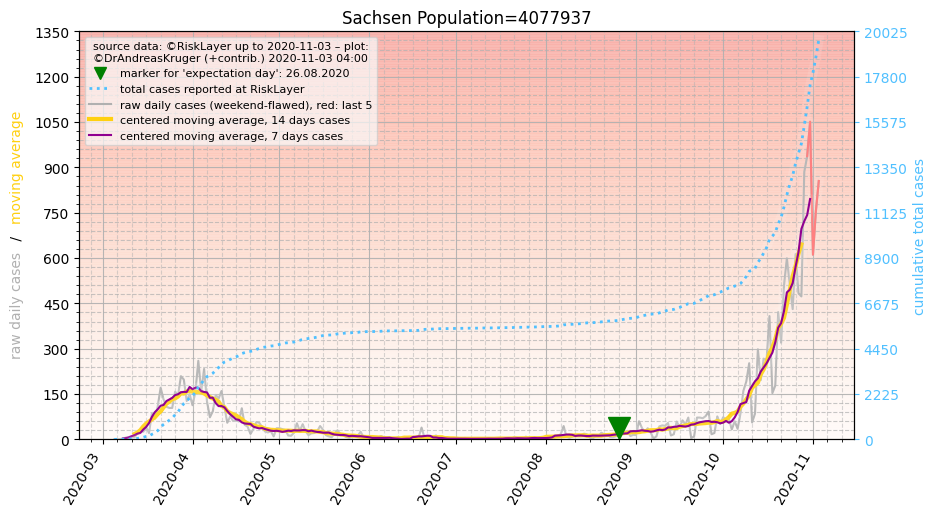 Sachsen Population=4077937
source data: ©RiskLayer up to 2020-11-03 – plot:
©DrAndreasKruger (+contrib.) 2020-11-03 04:00
marker for 'expectation day': 26.08.2020
total cases reported at RiskLayer
raw daily cases (weekend-flawed), red: last 5
centered moving average, 14 days cases
centered moving average, 7 days cases
raw daily cases / moving average
1350
1200
1050
900
750
600
450
300
150
0
20025
17800
15575
13350
11125
8900
6675
4450
2225
0
cumulative total cases
2020-03
2020-04
2020-05
2020-06
2020-07
2020-08
2020-09
2020-10
2020-11